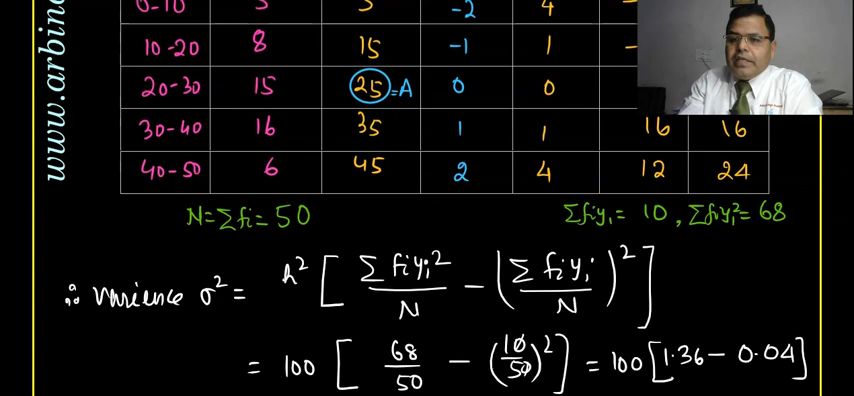 www.arbind
0-10 5 5 -2 4
10-20 8 15 -1 1
20-30 15 25 = A 0 0
30-40 16 35 1 1 16 16
40-50 6 45 2 4 12 24
N = Σfi = 50 Σfiyi = 10, Σfiyi² = 68
∴ varience σ² = h² [ Σfiyi² / N - ( Σfiyi / N )² ]
= 100 [ 68/50 - (10/50)² ] = 100 [1.36 - 0.04]